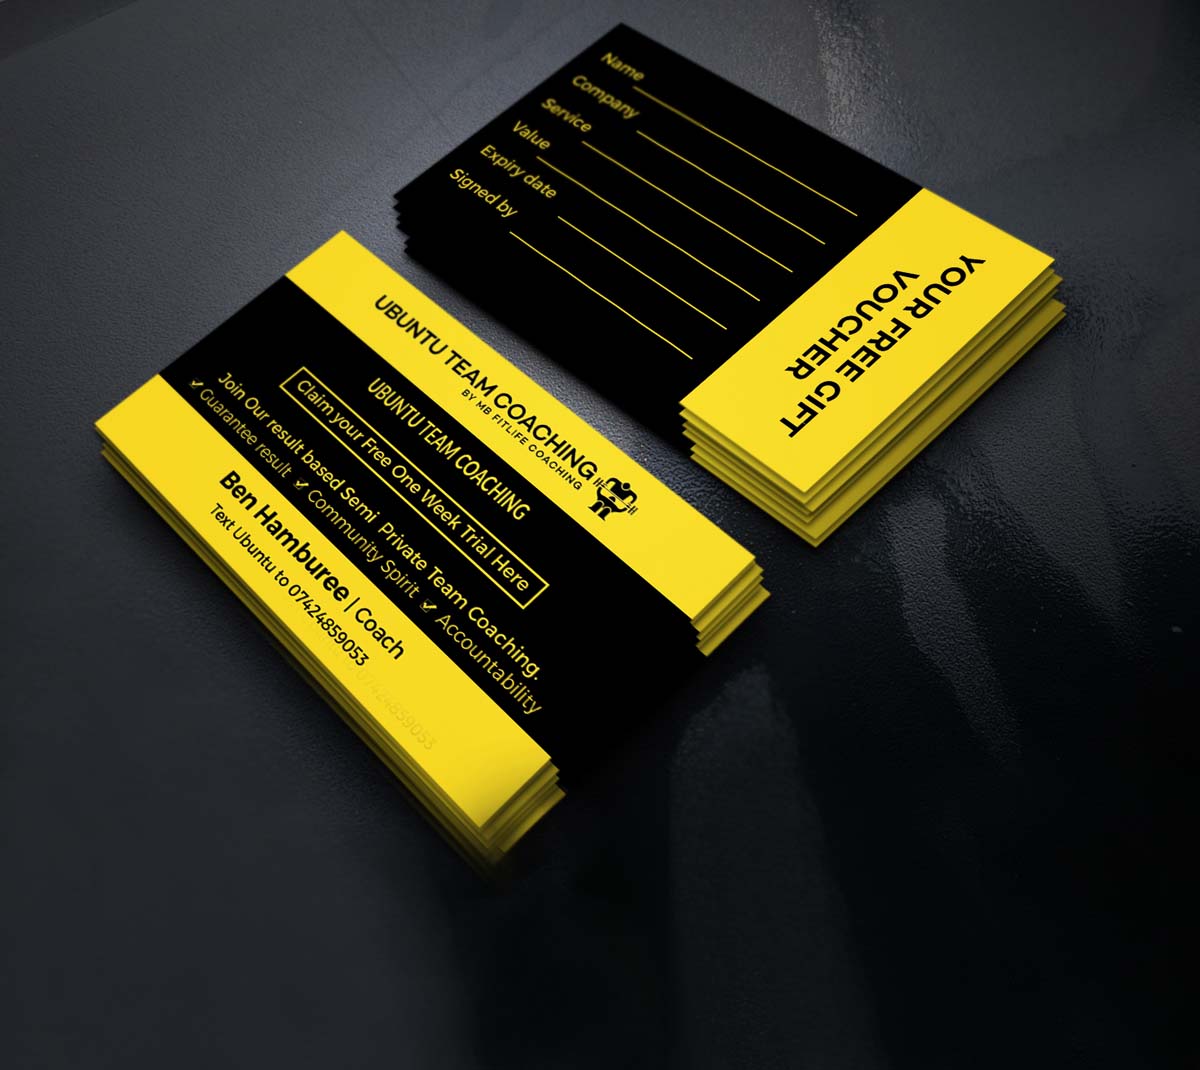 Name
Company
Service
Value
Expiry date
Signed by
YOUR FREE GIFT
VOUCHER
UBUNTU TEAM COACHING
BY MB FITLIFE COACHING
UBUNTU TEAM COACHING
Claim your Free One Week Trial Here
Join Our result based Semi Private Team Coaching.
✓ Guarantee result ✓ Community Spirit ✓ Accountability
Ben Hamburee | Coach
Text Ubuntu to 07424859053
07424859053